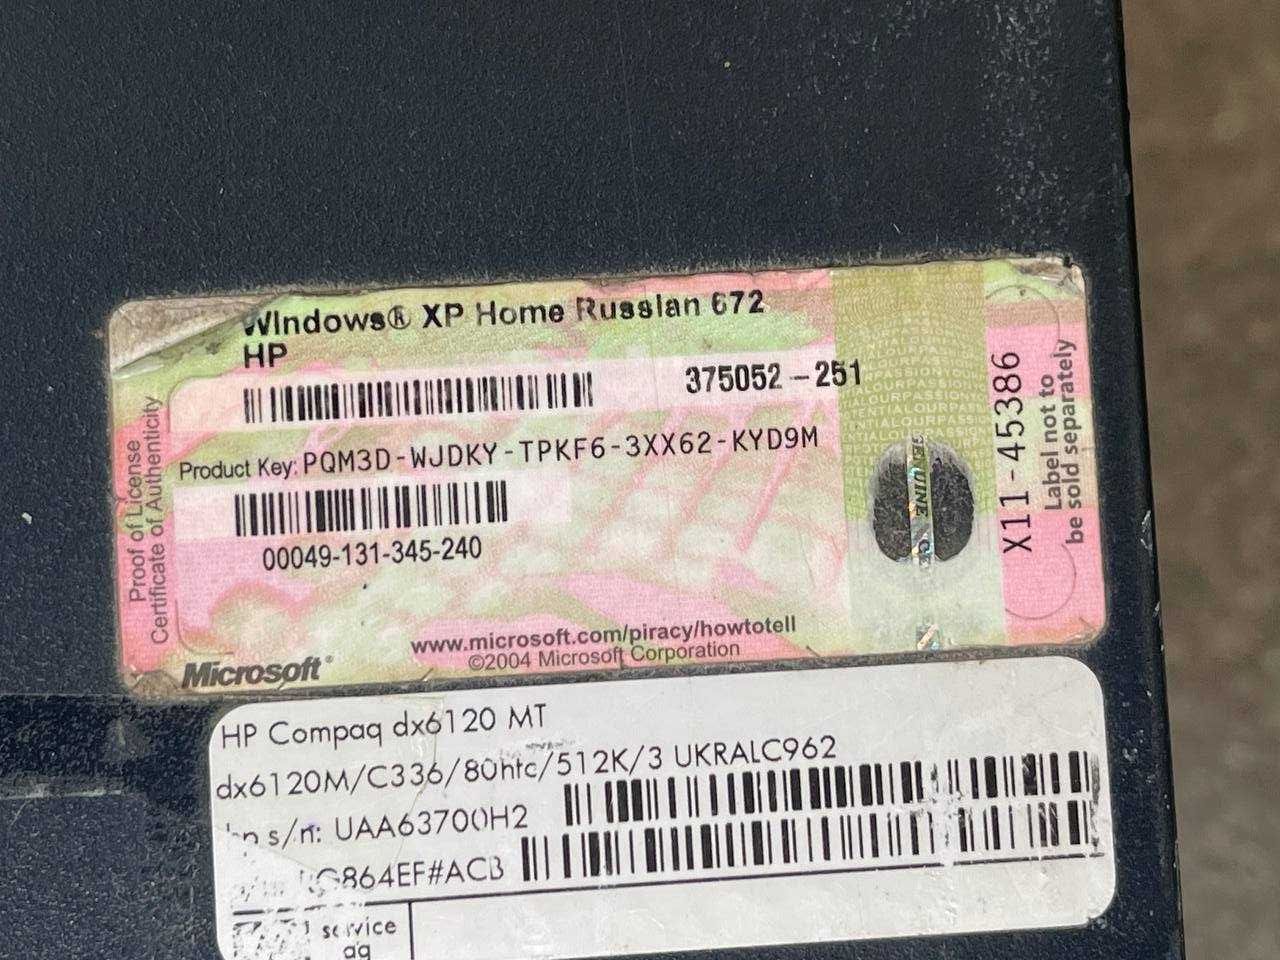 Windows® XP Home Russian 672
HP
375052-251
Product Key: PQM3D-WJDKY-TPKF6-3XX62-KYD9M
00049-131-345-240
www.microsoft.com/piracy/howtotell
©2004 Microsoft Corporation
Microsoft®
Proof of License
Certificate of Authenticity
GENUINE
X11-45386
Label not to
be sold separately
HP Compaq dx6120 MT
dx6120M/C336/80htc/512K/3 UKRALC962
s/n: UAA63700H2
G864EF#ACB
service